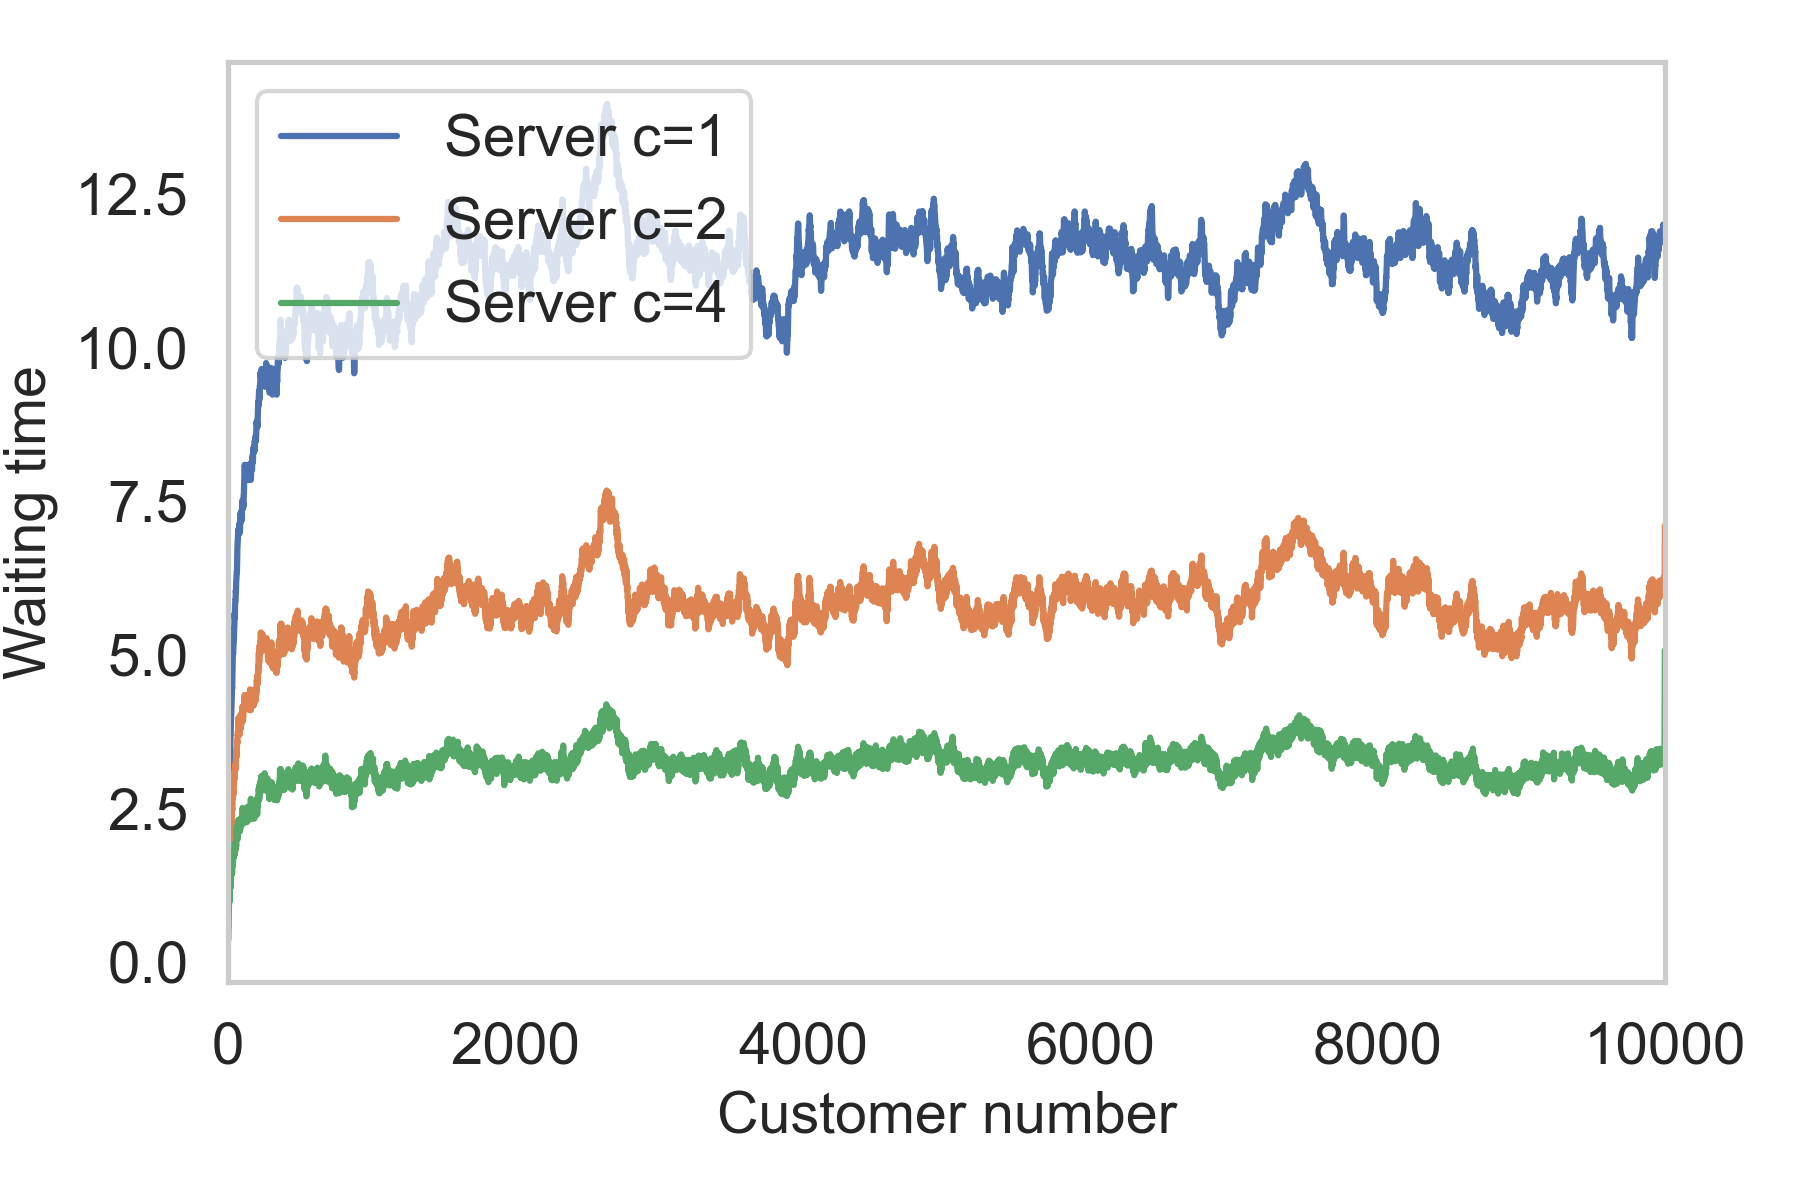 Server c=1
Server c=2
Server c=4
12.5
10.0
7.5
5.0
2.5
0.0
Waiting time
0 2000 4000 6000 8000 10000
Customer number